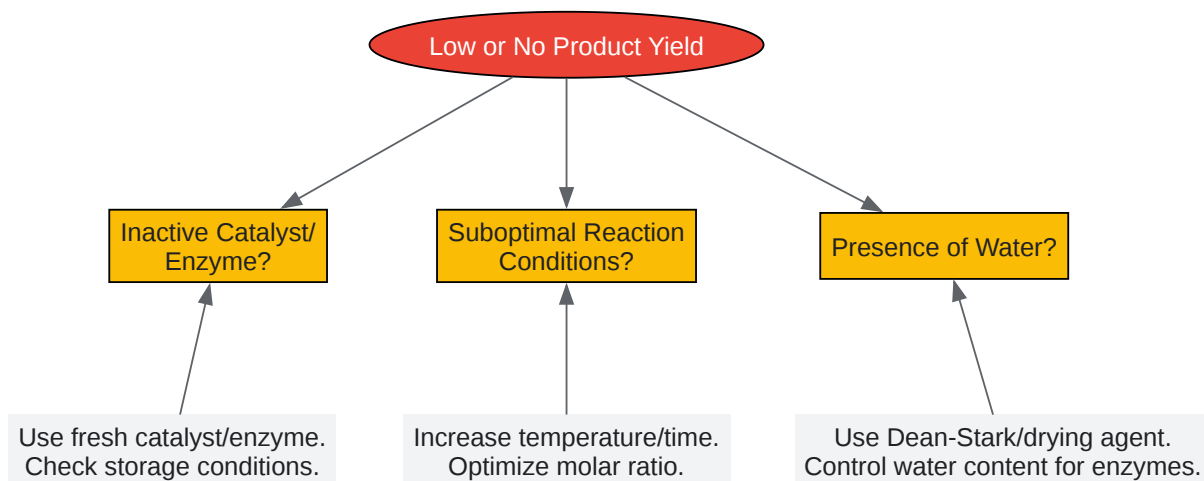 Low or No Product Yield
Inactive Catalyst/
Enzyme?
Suboptimal Reaction
Conditions?
Presence of Water?
Use fresh catalyst/enzyme.
Check storage conditions.
Increase temperature/time.
Optimize molar ratio.
Use Dean-Stark/drying agent.
Control water content for enzymes.